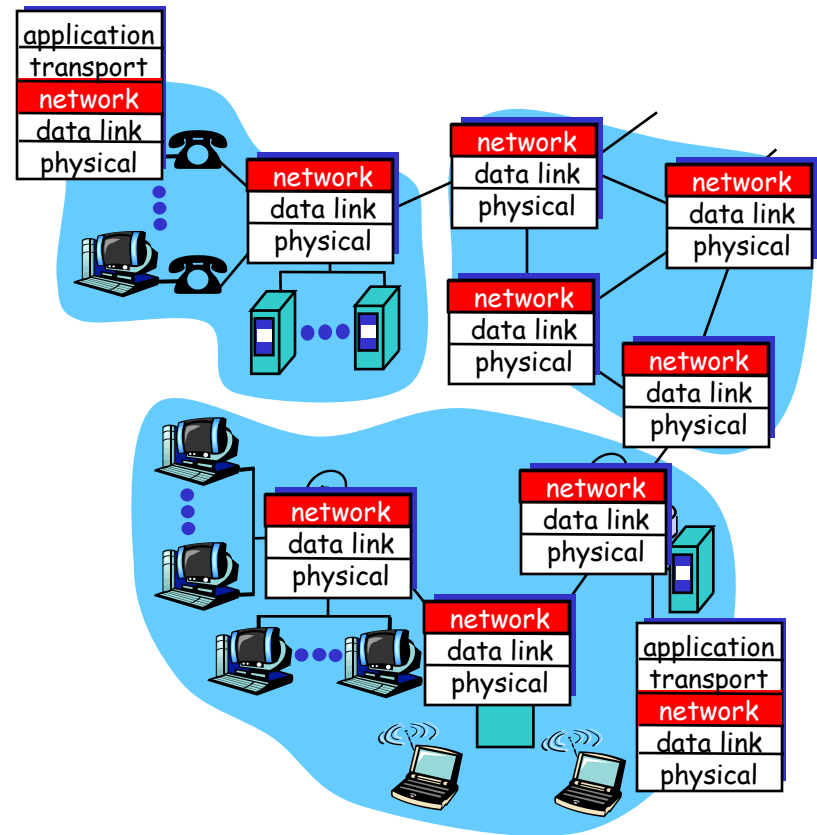 application
transport
network
data link
physical
network
data link
physical
network
data link
physical
network
data link
physical
network
data link
physical
network
data link
physical
network
data link
physical
network
data link
physical
network
data link
physical
application
transport
network
data link
physical